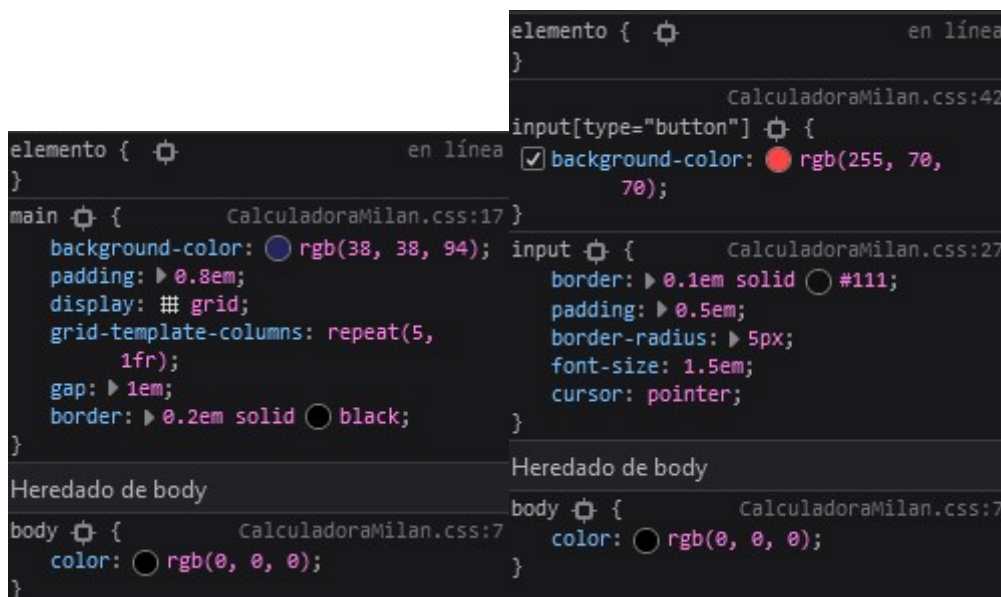 elemento { en línea
}
main { CalculadoraMilan.css:17
background-color: rgb(38, 38, 94);
padding: 0.8em;
display: grid;
grid-template-columns: repeat(5,
1fr);
gap: 1em;
border: 0.2em solid black;
}
Heredado de body
body { CalculadoraMilan.css:7
color: rgb(0, 0, 0);
}
elemento { en línea
}
CalculadoraMilan.css:42
input[type="button"] {
background-color: rgb(255, 70,
70);
}
input { CalculadoraMilan.css:27
border: 0.1em solid #111;
padding: 0.5em;
border-radius: 5px;
font-size: 1.5em;
cursor: pointer;
}
Heredado de body
body { CalculadoraMilan.css:7
color: rgb(0, 0, 0);
}